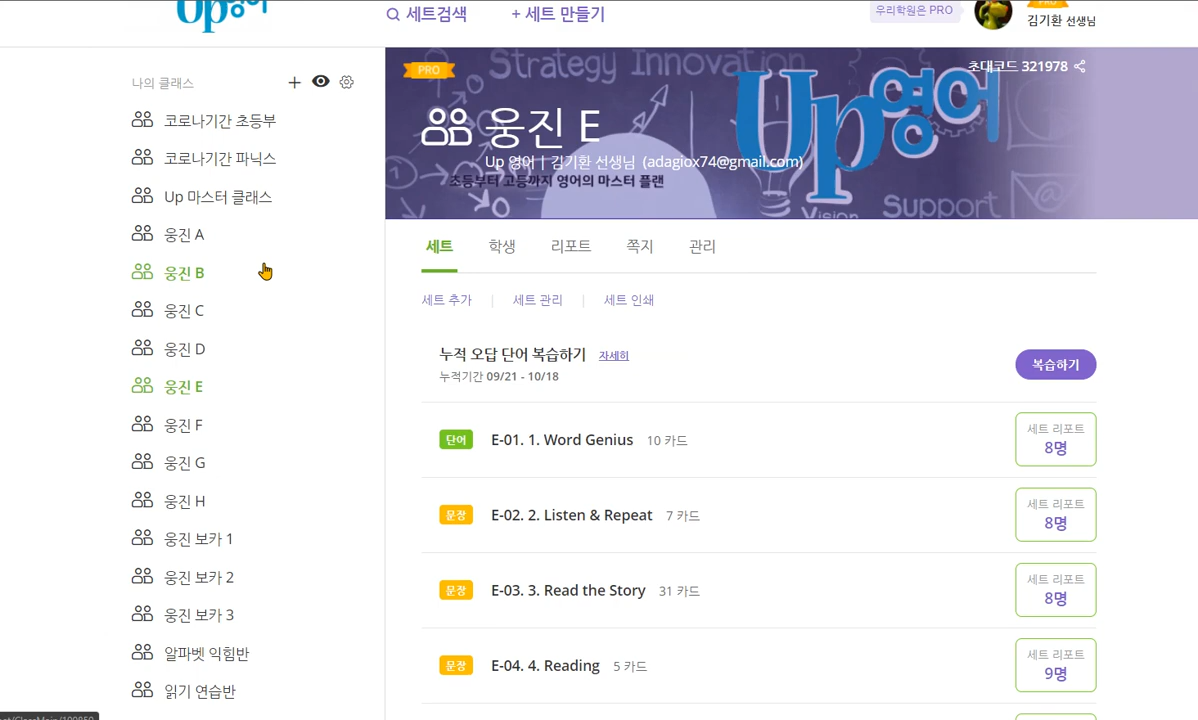 Up영어
세트검색
+ 세트 만들기
우리학원은 PRO
PRO
김기환 선생님
나의 클래스
코로나기간 초등부
코로나기간 파닉스
Up 마스터 클래스
웅진 A
웅진 B
웅진 C
웅진 D
웅진 E
웅진 F
웅진 G
웅진 H
웅진 보카 1
웅진 보카 2
웅진 보카 3
알파벳 익힘반
읽기 연습반
PRO
Strategy Innovation
초대코드 321978
Up영어
웅진 E
Up 영어 | 김기환 선생님 (adagiox74@gmail.com)
초등부터 고등까지 영어의 마스터 플랜
Vision
Support
세트 학생 리포트 쪽지 관리
세트 추가 | 세트 관리 | 세트 인쇄
누적 오답 단어 복습하기 자세히
누적기간 09/21 - 10/18
복습하기
단어 E-01. 1. Word Genius 10 카드
세트 리포트
8명
문장 E-02. 2. Listen & Repeat 7 카드
세트 리포트
8명
문장 E-03. 3. Read the Story 31 카드
세트 리포트
8명
문장 E-04. 4. Reading 5 카드
세트 리포트
9명